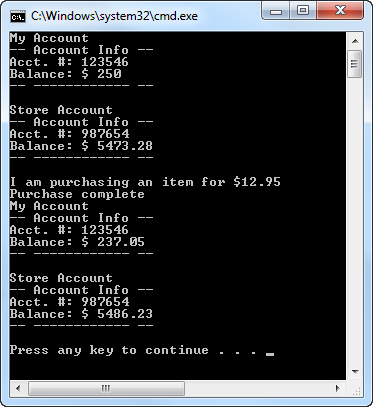 C:\Windows\system32\cmd.exe
My Account
-- Account Info --
Acct. #: 123546
Balance: $ 250
-- ------------- --
Store Account
-- Account Info --
Acct. #: 987654
Balance: $ 5473.28
-- ------------- --
I am purchasing an item for $12.95
Purchase complete
My Account
-- Account Info --
Acct. #: 123546
Balance: $ 237.05
-- ------------- --
Store Account
-- Account Info --
Acct. #: 987654
Balance: $ 5486.23
-- ------------- --
Press any key to continue . . . _